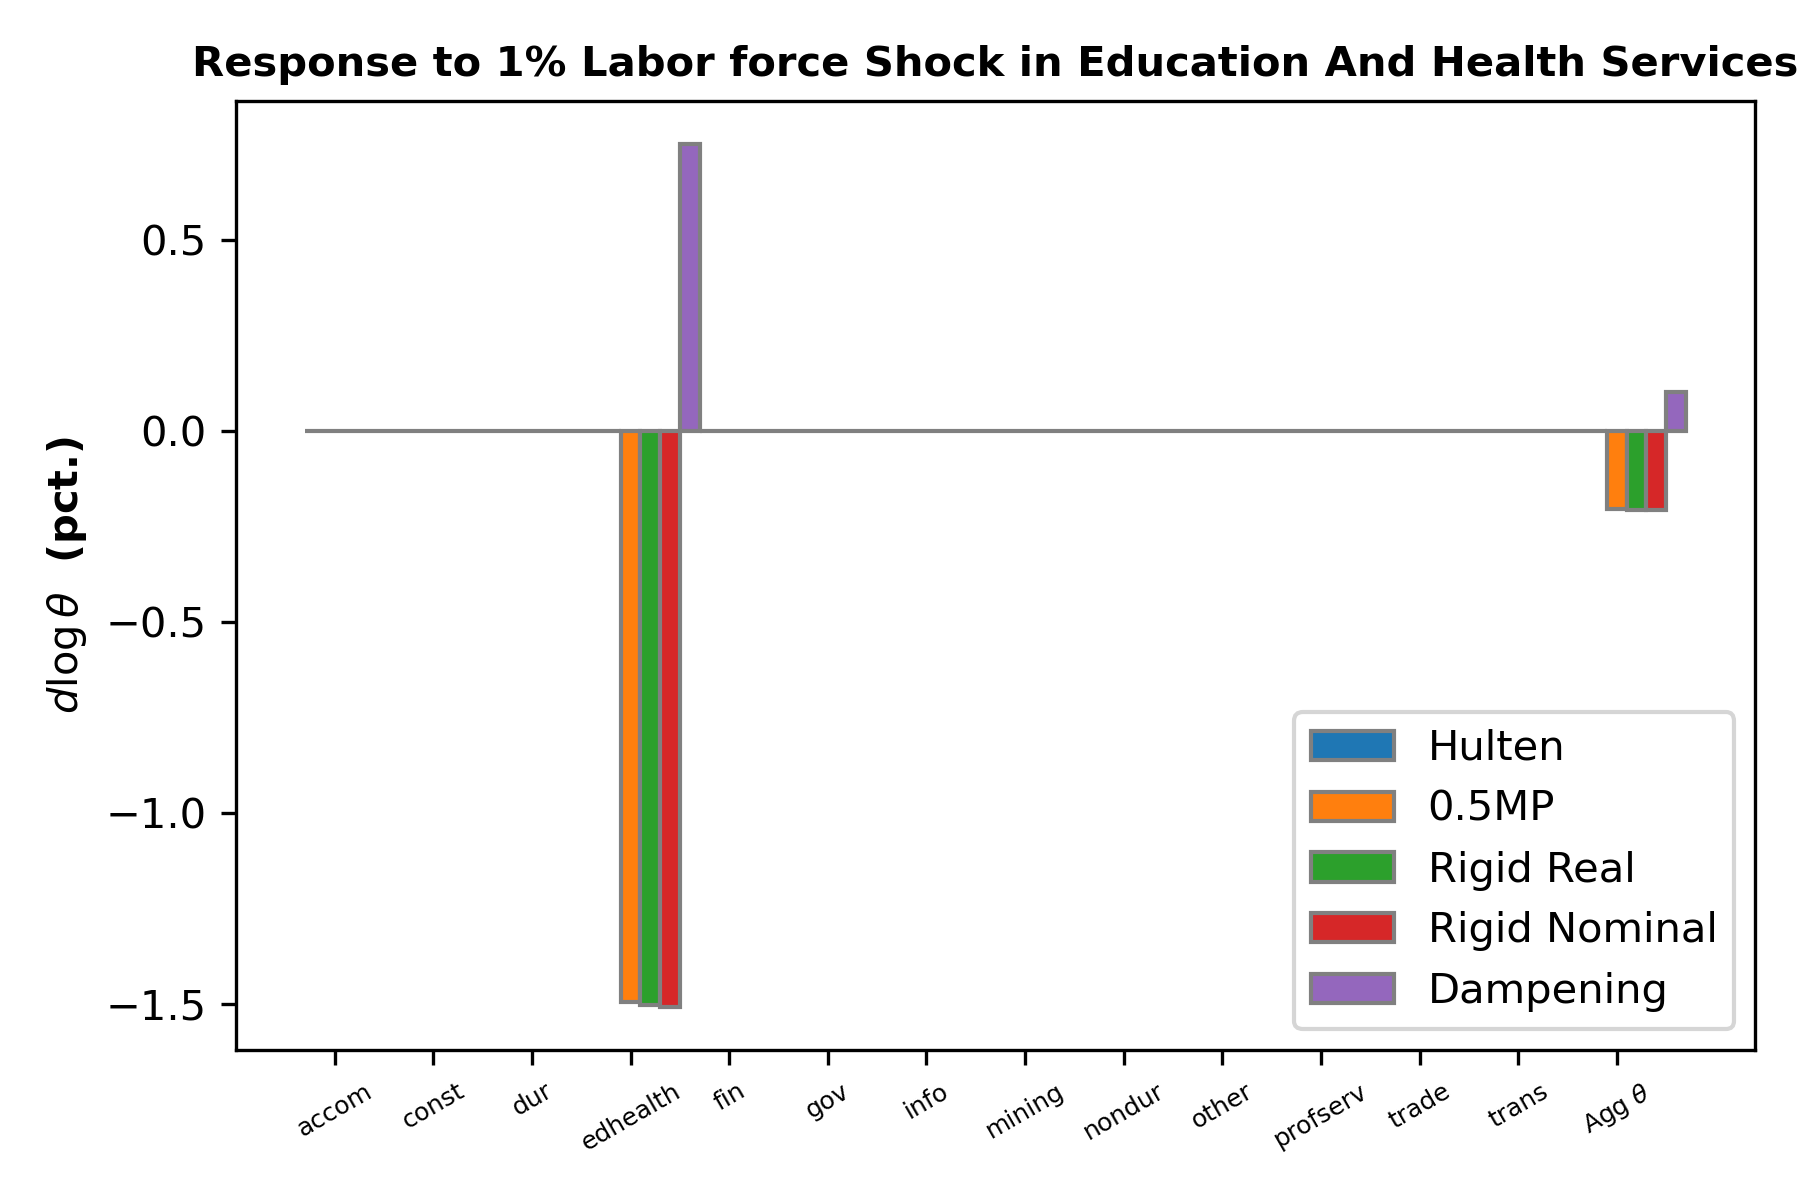 Response to 1% Labor force Shock in Education And Health Services
d log θ (pct.)
0.5
0.0
−0.5
−1.0
−1.5
Hulten
0.5MP
Rigid Real
Rigid Nominal
Dampening
accom const dur edhealth fin gov info mining nondur other profserv trade trans Agg θ